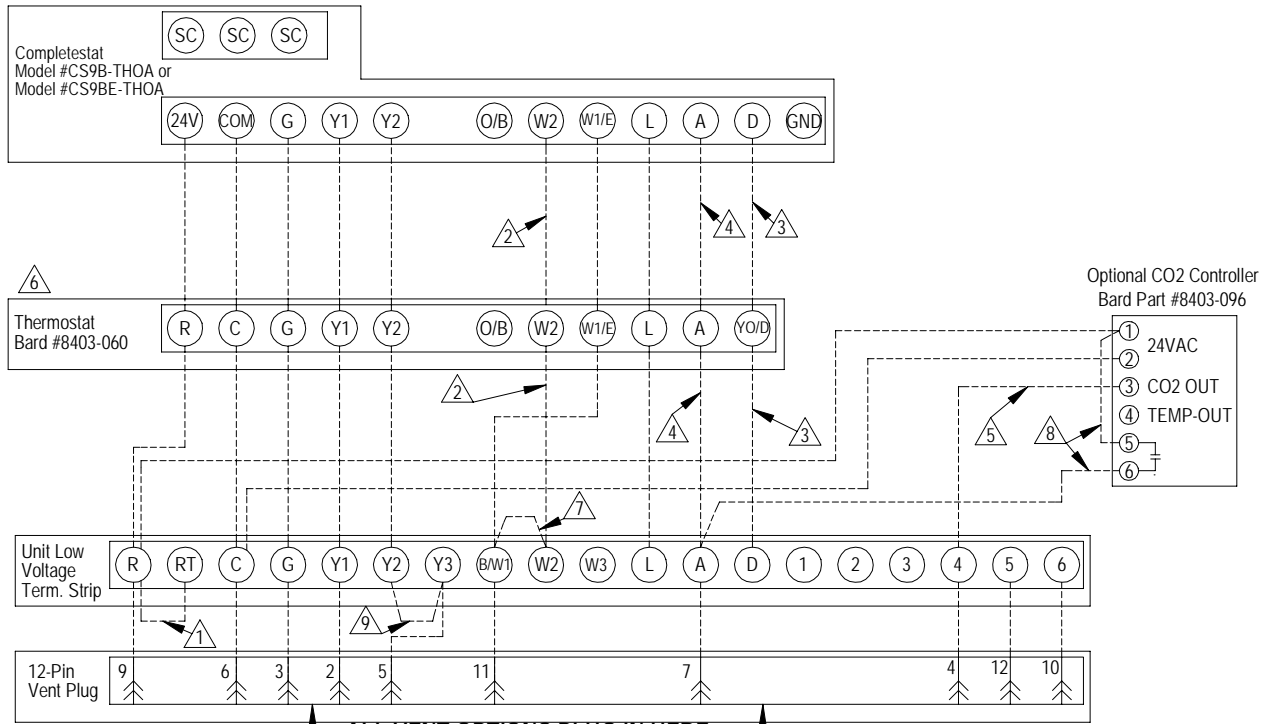 SC SC SC
Completestat
Model #CS9B-THOA or
Model #CS9BE-THOA
24V COM G Y1 Y2 O/B W2 W1/E L A D GND
2 4 3
6
Thermostat
Bard #8403-060
R C G Y1 Y2 O/B W2 W1/E L A YO/D
Optional CO2 Controller
Bard Part #8403-096
1
24VAC
2
3 CO2 OUT
4 TEMP-OUT
5
6
2 4 3 5 8
7
Unit Low
Voltage
Term. Strip
R RT C G Y1 Y2 Y3 B/W1 W2 W3 L A D 1 2 3 4 5 6
1 9
12-Pin
Vent Plug
9 6 3 2 5 11 7 4 12 10